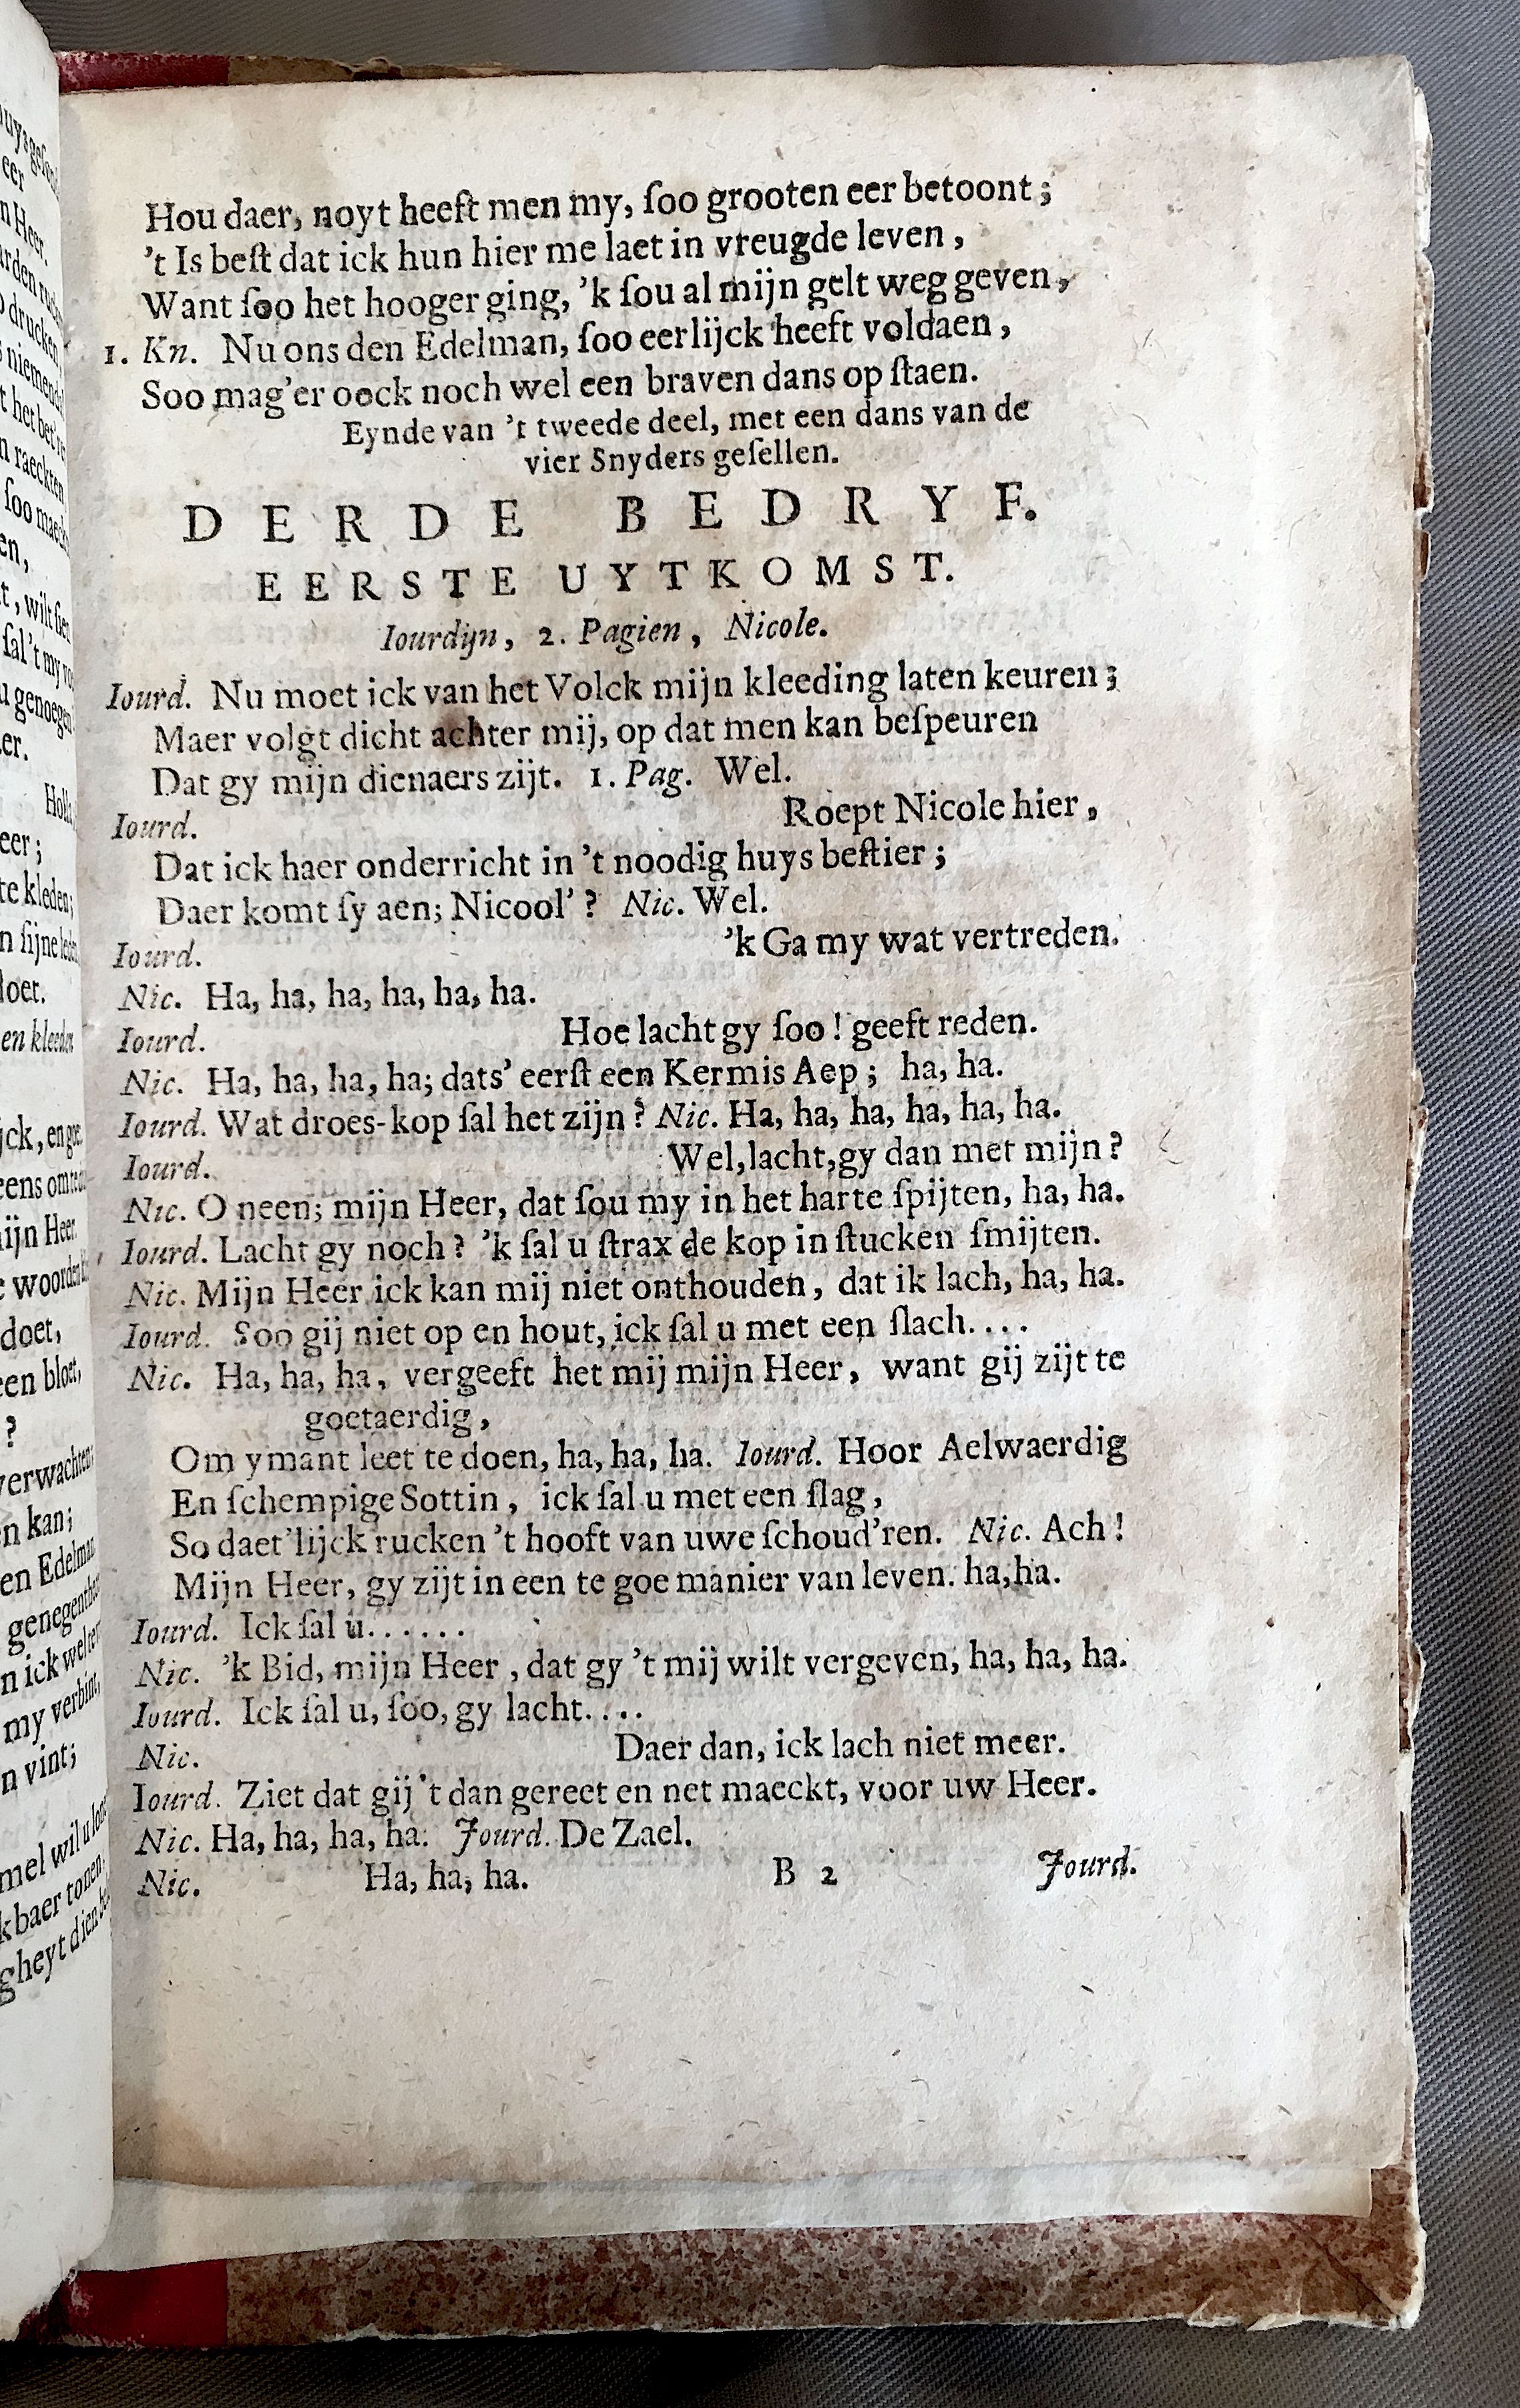 Hou daer, noyt heeft men my, ſoo grooten eer betoont;
't Is beſt dat ick hun hier me laet in vreugde leven,
Want ſoo het hooger ging, 'k ſou al mijn gelt weg geven,
1. Kn. Nu ons den Edelman, ſoo eerlijck heeft voldaen,
Soo mag'er oock noch wel een braven dans op ſtaen.
Eynde van 't tweede deel, met een dans van de
vier Snyders geſellen.
DERDE BEDRYF.
EERSTE UYTKOMST.
Iourdijn, 2. Pagien, Nicole.
Iourd. Nu moet ick van het Volck mijn kleeding laten keuren;
Maer volgt dicht achter mij, op dat men kan beſpeuren
Dat gy mijn dienaers zijt. 1. Pag. Wel.
Iourd. Roept Nicole hier,
Dat ick haer onderricht in 't noodig huys beſtier;
Daer komt ſy aen; Nicool'? Nic. Wel.
Iourd. 'k Ga my wat vertreden.
Nic. Ha, ha, ha, ha, ha, ha.
Iourd. Hoe lacht gy ſoo! geeft reden.
Nic. Ha, ha, ha, ha; dats' eerſt een Kermis Aep; ha, ha.
Iourd. Wat droes-kop ſal het zijn? Nic. Ha, ha, ha, ha, ha, ha.
Iourd. Wel, lacht, gy dan met mijn?
Nic. O neen; mijn Heer, dat ſou my in het harte ſpijten, ha, ha.
Iourd. Lacht gy noch? 'k ſal u ſtrax de kop in ſtucken ſmijten.
Nic. Mijn Heer ick kan mij niet onthouden, dat ik lach, ha, ha.
Iourd. Soo gij niet op en hout, ick ſal u met een ſlach....
Nic. Ha, ha, ha, vergeeft het mij mijn Heer, want gij zijt te
goetaerdig,
Om ymant leet te doen, ha, ha, ha. Iourd. Hoor Aelwaerdig
En ſchempige Sottin, ick ſal u met een ſlag,
So daet'lijck rucken 't hooft van uwe ſchoud'ren. Nic. Ach!
Mijn Heer, gy zijt in een te goe manier van leven. ha, ha.
Iourd. Ick ſal u......
Nic. 'k Bid, mijn Heer, dat gy 't mij wilt vergeven, ha, ha, ha.
Iourd. Ick ſal u, ſoo, gy lacht....
Nic. Daer dan, ick lach niet meer.
Iourd. Ziet dat gij 't dan gereet en net maeckt, voor uw Heer.
Nic. Ha, ha, ha, ha. Jourd. De Zael.
Nic. Ha, ha, ha. B 2 Jourd.